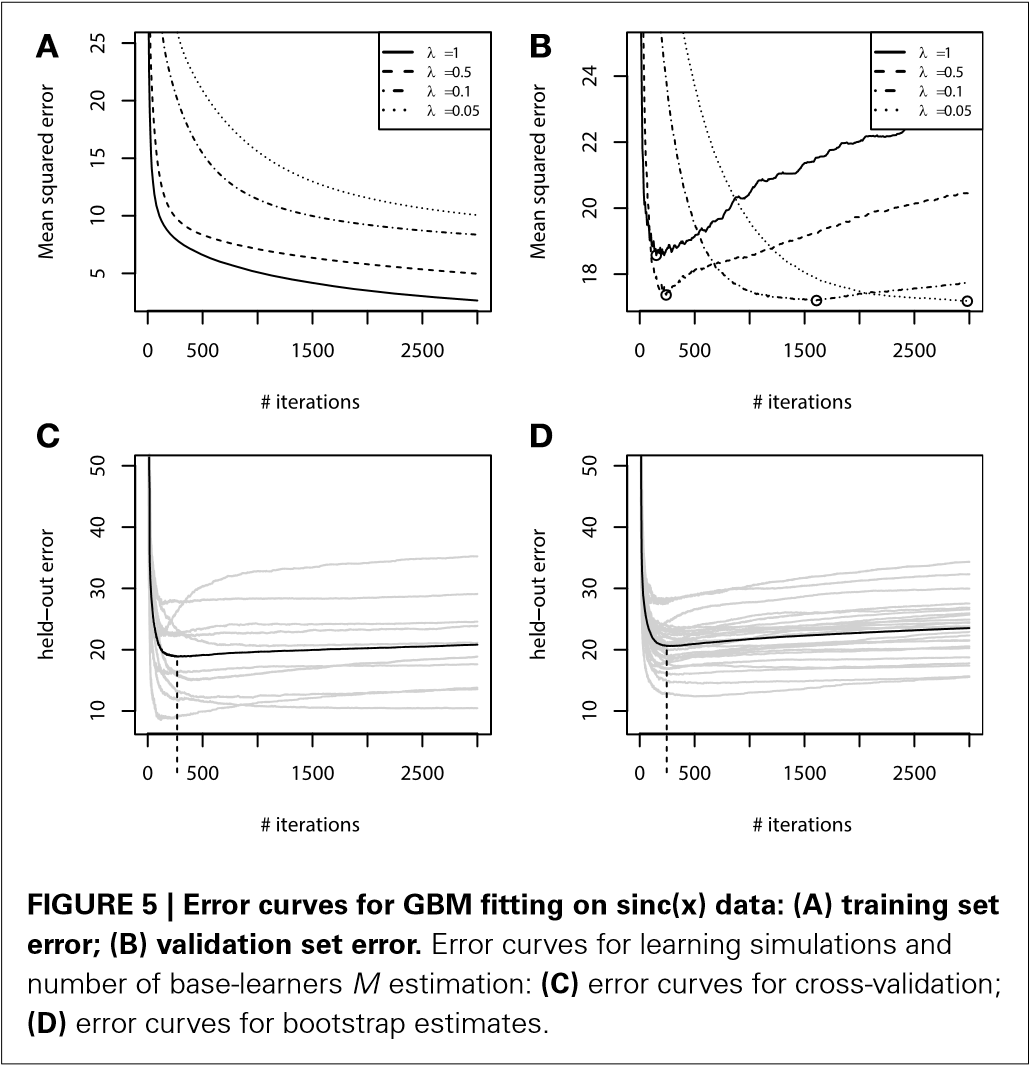 A
B
25
20
15
10
5
Mean squared error
λ =1
λ =0.5
λ =0.1
λ =0.05
0 500 1500 2500
# iterations
24
22
20
18
Mean squared error
λ =1
λ =0.5
λ =0.1
λ =0.05
0 500 1500 2500
# iterations
C
D
50
40
30
20
10
held–out error
0 500 1500 2500
# iterations
50
40
30
20
10
held–out error
0 500 1500 2500
# iterations
FIGURE 5 | Error curves for GBM fitting on sinc(x) data: (A) training set
error; (B) validation set error. Error curves for learning simulations and
number of base-learners M estimation: (C) error curves for cross-validation;
(D) error curves for bootstrap estimates.